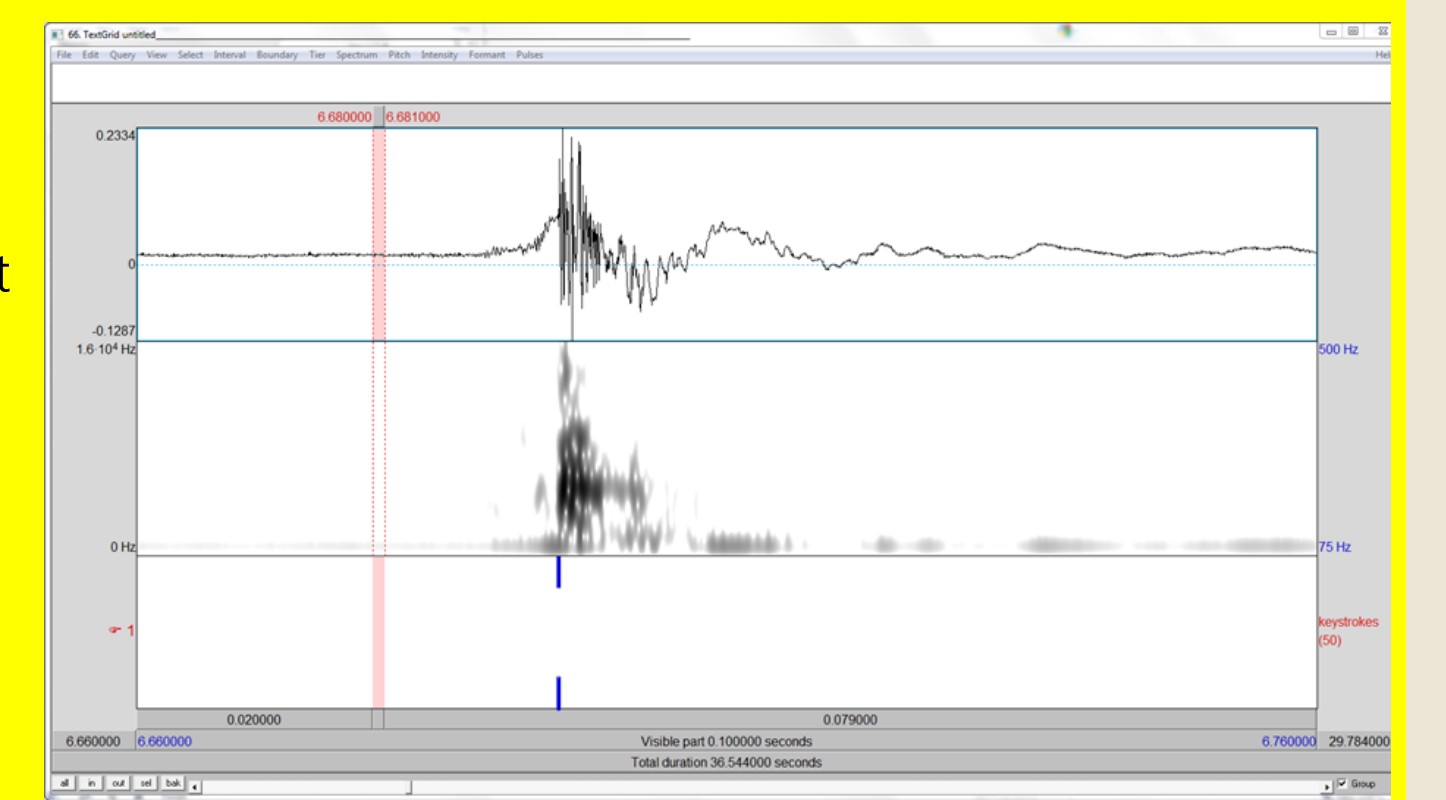 66. TextGrid untitled
File Edit Query View Select Interval Boundary Tier Spectrum Pitch Intensity Formant Pulses Hel
6.680000 6.681000
0.2334
t
0
-0.1287
1.6·10⁴ Hz 500 Hz
0 Hz 75 Hz
☞ 1 keystrokes
(50)
0.020000 0.079000
6.660000 6.660000 Visible part 0.100000 seconds 6.760000 29.784000
Total duration 36.544000 seconds
all in out sel bak Group